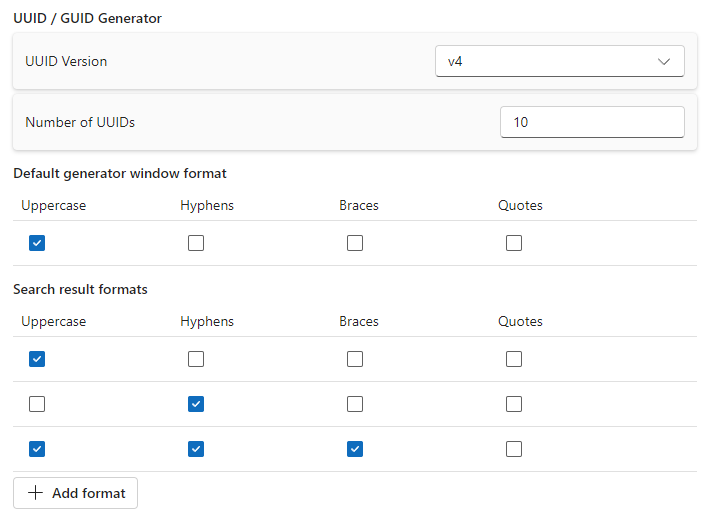 UUID / GUID Generator
UUID Version v4
Number of UUIDs 10
Default generator window format
Uppercase Hyphens Braces Quotes
Search result formats
Uppercase Hyphens Braces Quotes
Add format